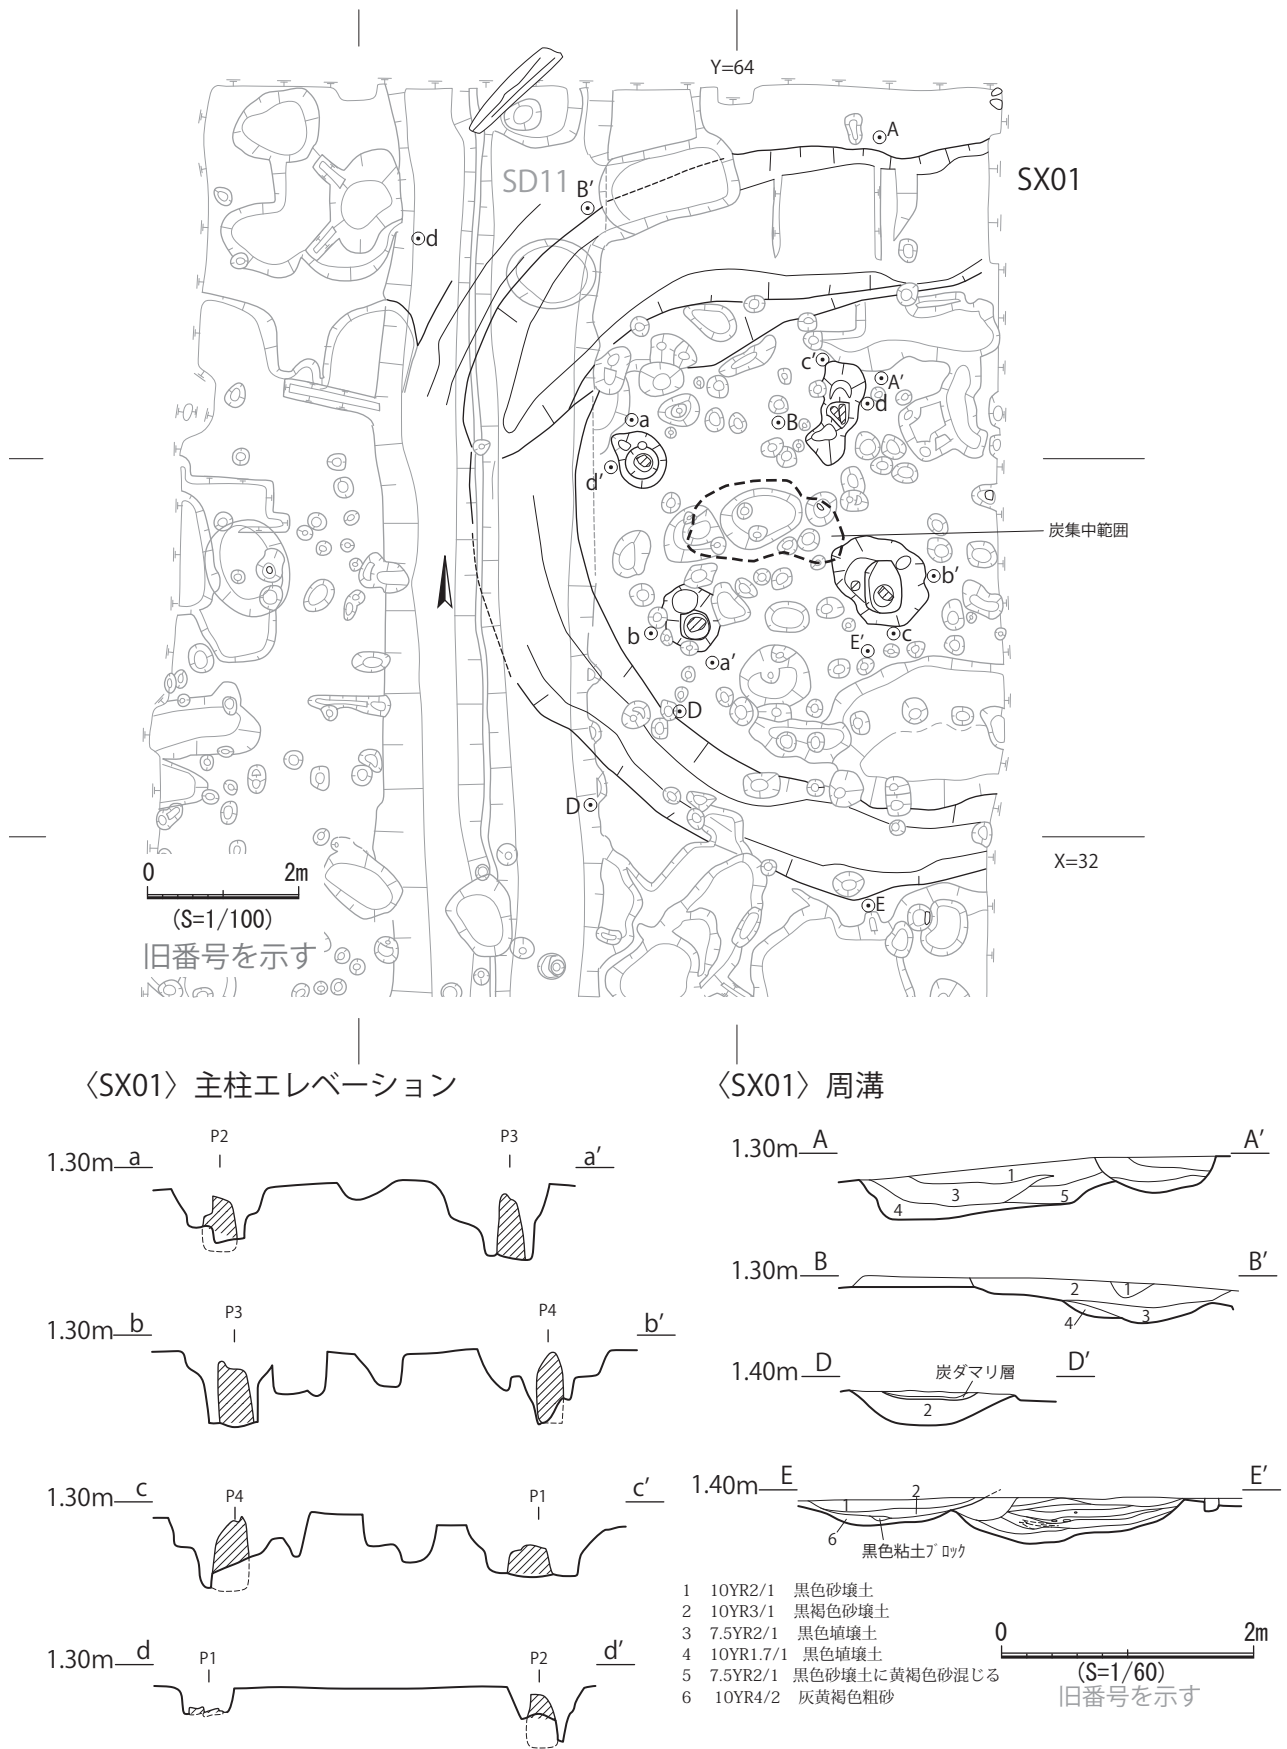 Y=64
A
SX01
SD11
B'
d
c'
A'
d
a
B
d'
炭集中範囲
b'
b
c
E'
a'
D
D
0 2m
X=32
(S=1/100)
E
旧番号を示す
〈SX01〉主柱エレベーション
P2 P3
1.30m a a'
P3 P4
1.30m b b'
P4 P1
1.30m c c'
P1 P2
1.30m d d'
〈SX01〉周溝
1.30m A A'
1
3 5
4
1.30m B B'
2 1
4 3
1.40m D D'
炭ダマリ層
2
1.40m E E'
1 2
6 黒色粘土ブロック
1 10YR2/1 黒色砂壌土
2 10YR3/1 黒褐色砂壌土
3 7.5YR2/1 黒色埴壌土
4 10YR1.7/1 黒色埴壌土
5 7.5YR2/1 黒色砂壌土に黄褐色砂混じる
6 10YR4/2 灰黄褐色粗砂
0 2m
(S=1/60)
旧番号を示す